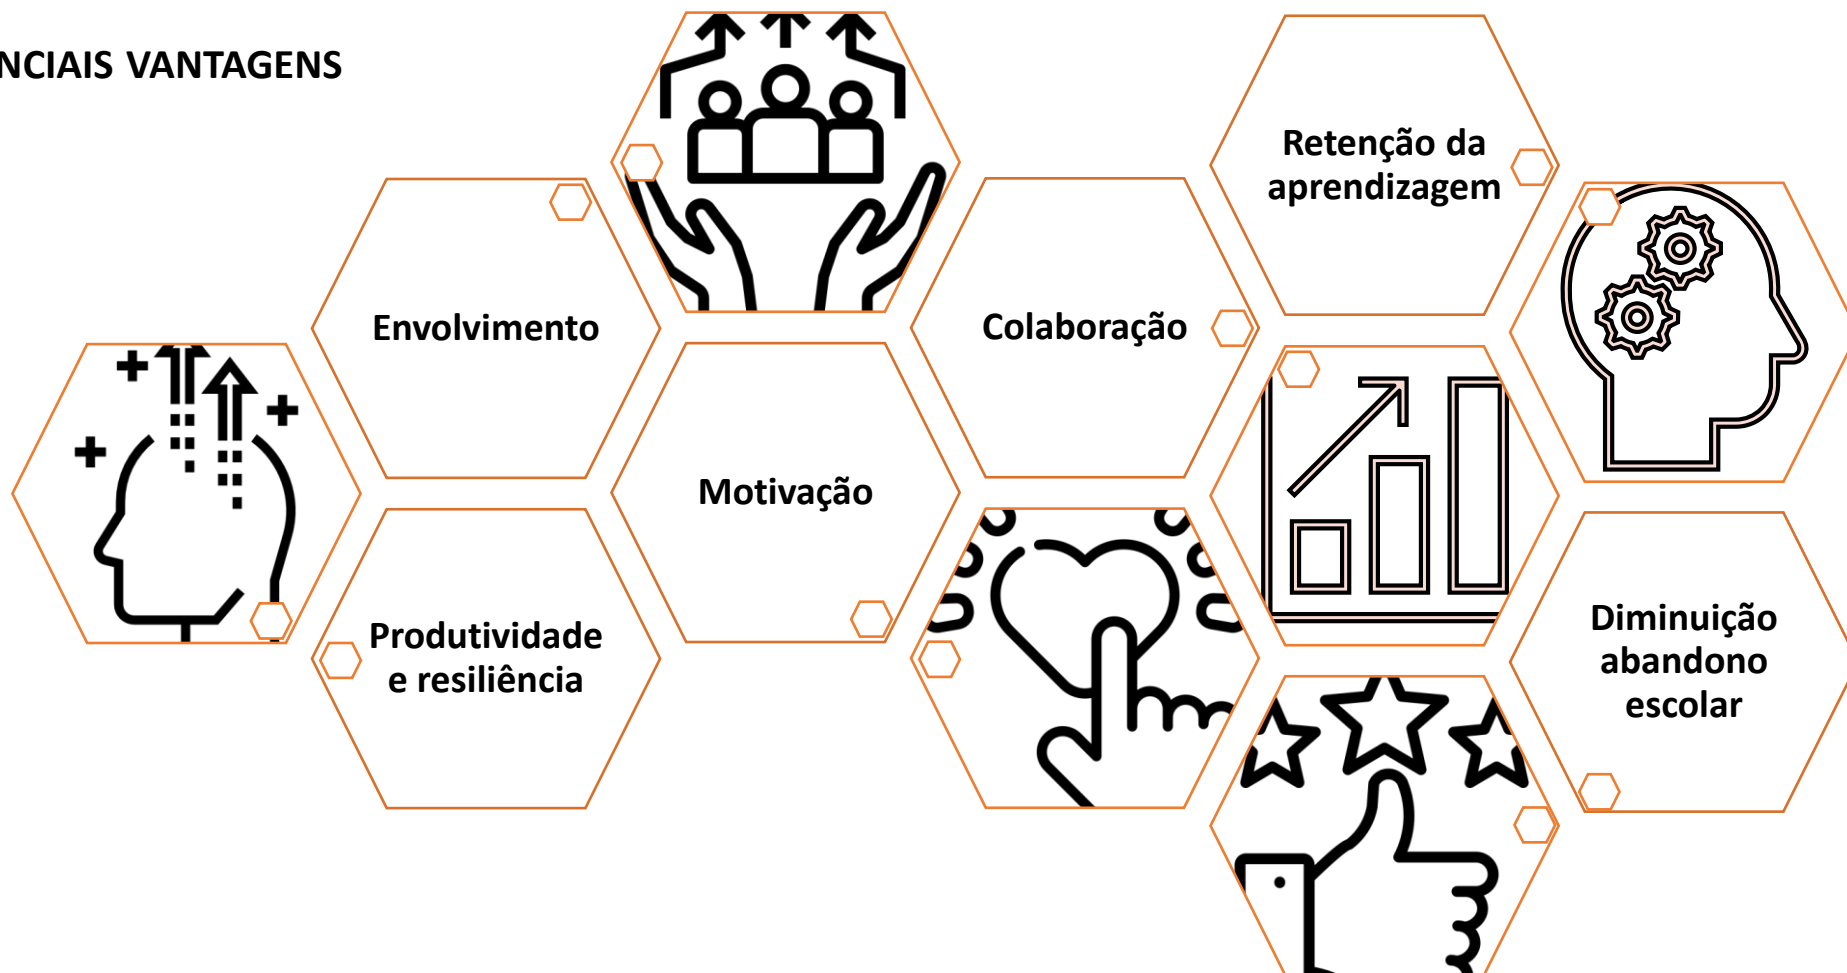 NCIAIS VANTAGENS
Retenção da
aprendizagem
Envolvimento
Colaboração
Motivação
Produtividade
e resiliência
Diminuição
abandono
escolar